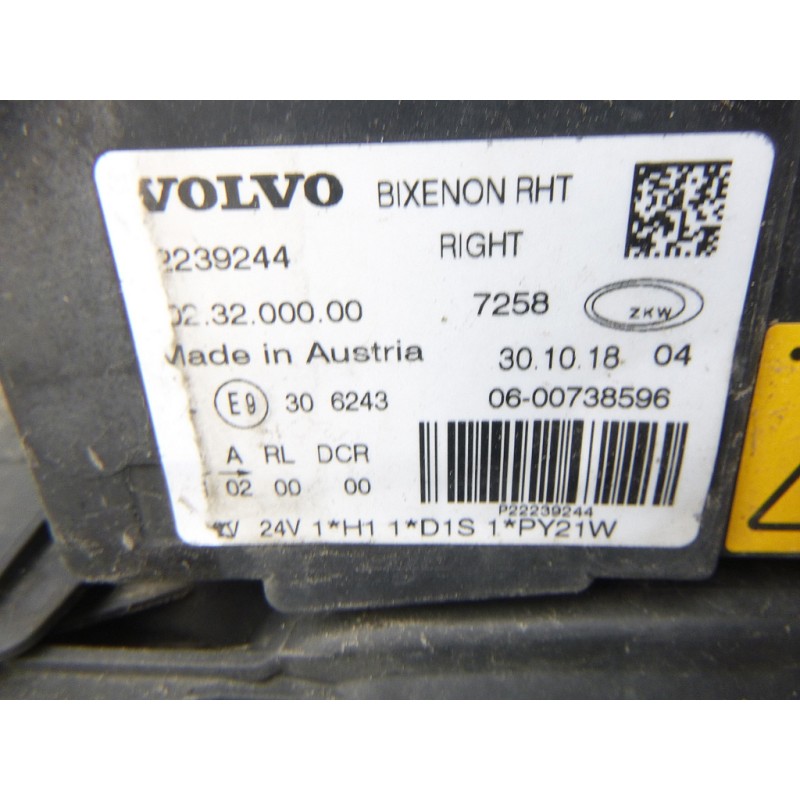 VOLVO BIXENON RHT
2239244 RIGHT
02.32.000.00 7258 ZKW
Made in Austria 30.10.18 04
E9 30 6243 06-00738596
A RL DCR
02 00 00
P22239244
24V 1*H1 1*D1S 1*PY21W